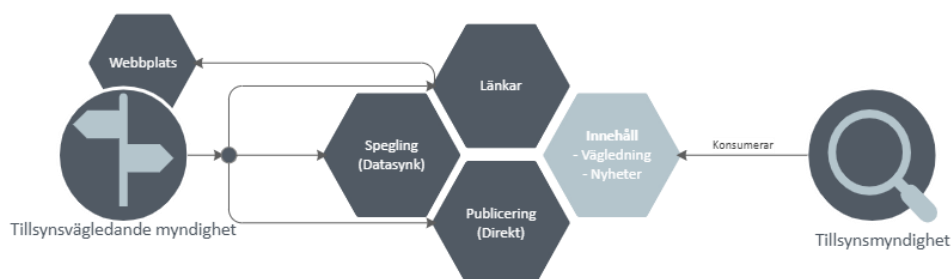 Webbplats
Länkar
Spegling
(Datasynk)
Innehåll
- Vägledning
- Nyheter
Konsumerar
Publicering
(Direkt)
Tillsynsvägledande myndighet
Tillsynsmyndighet